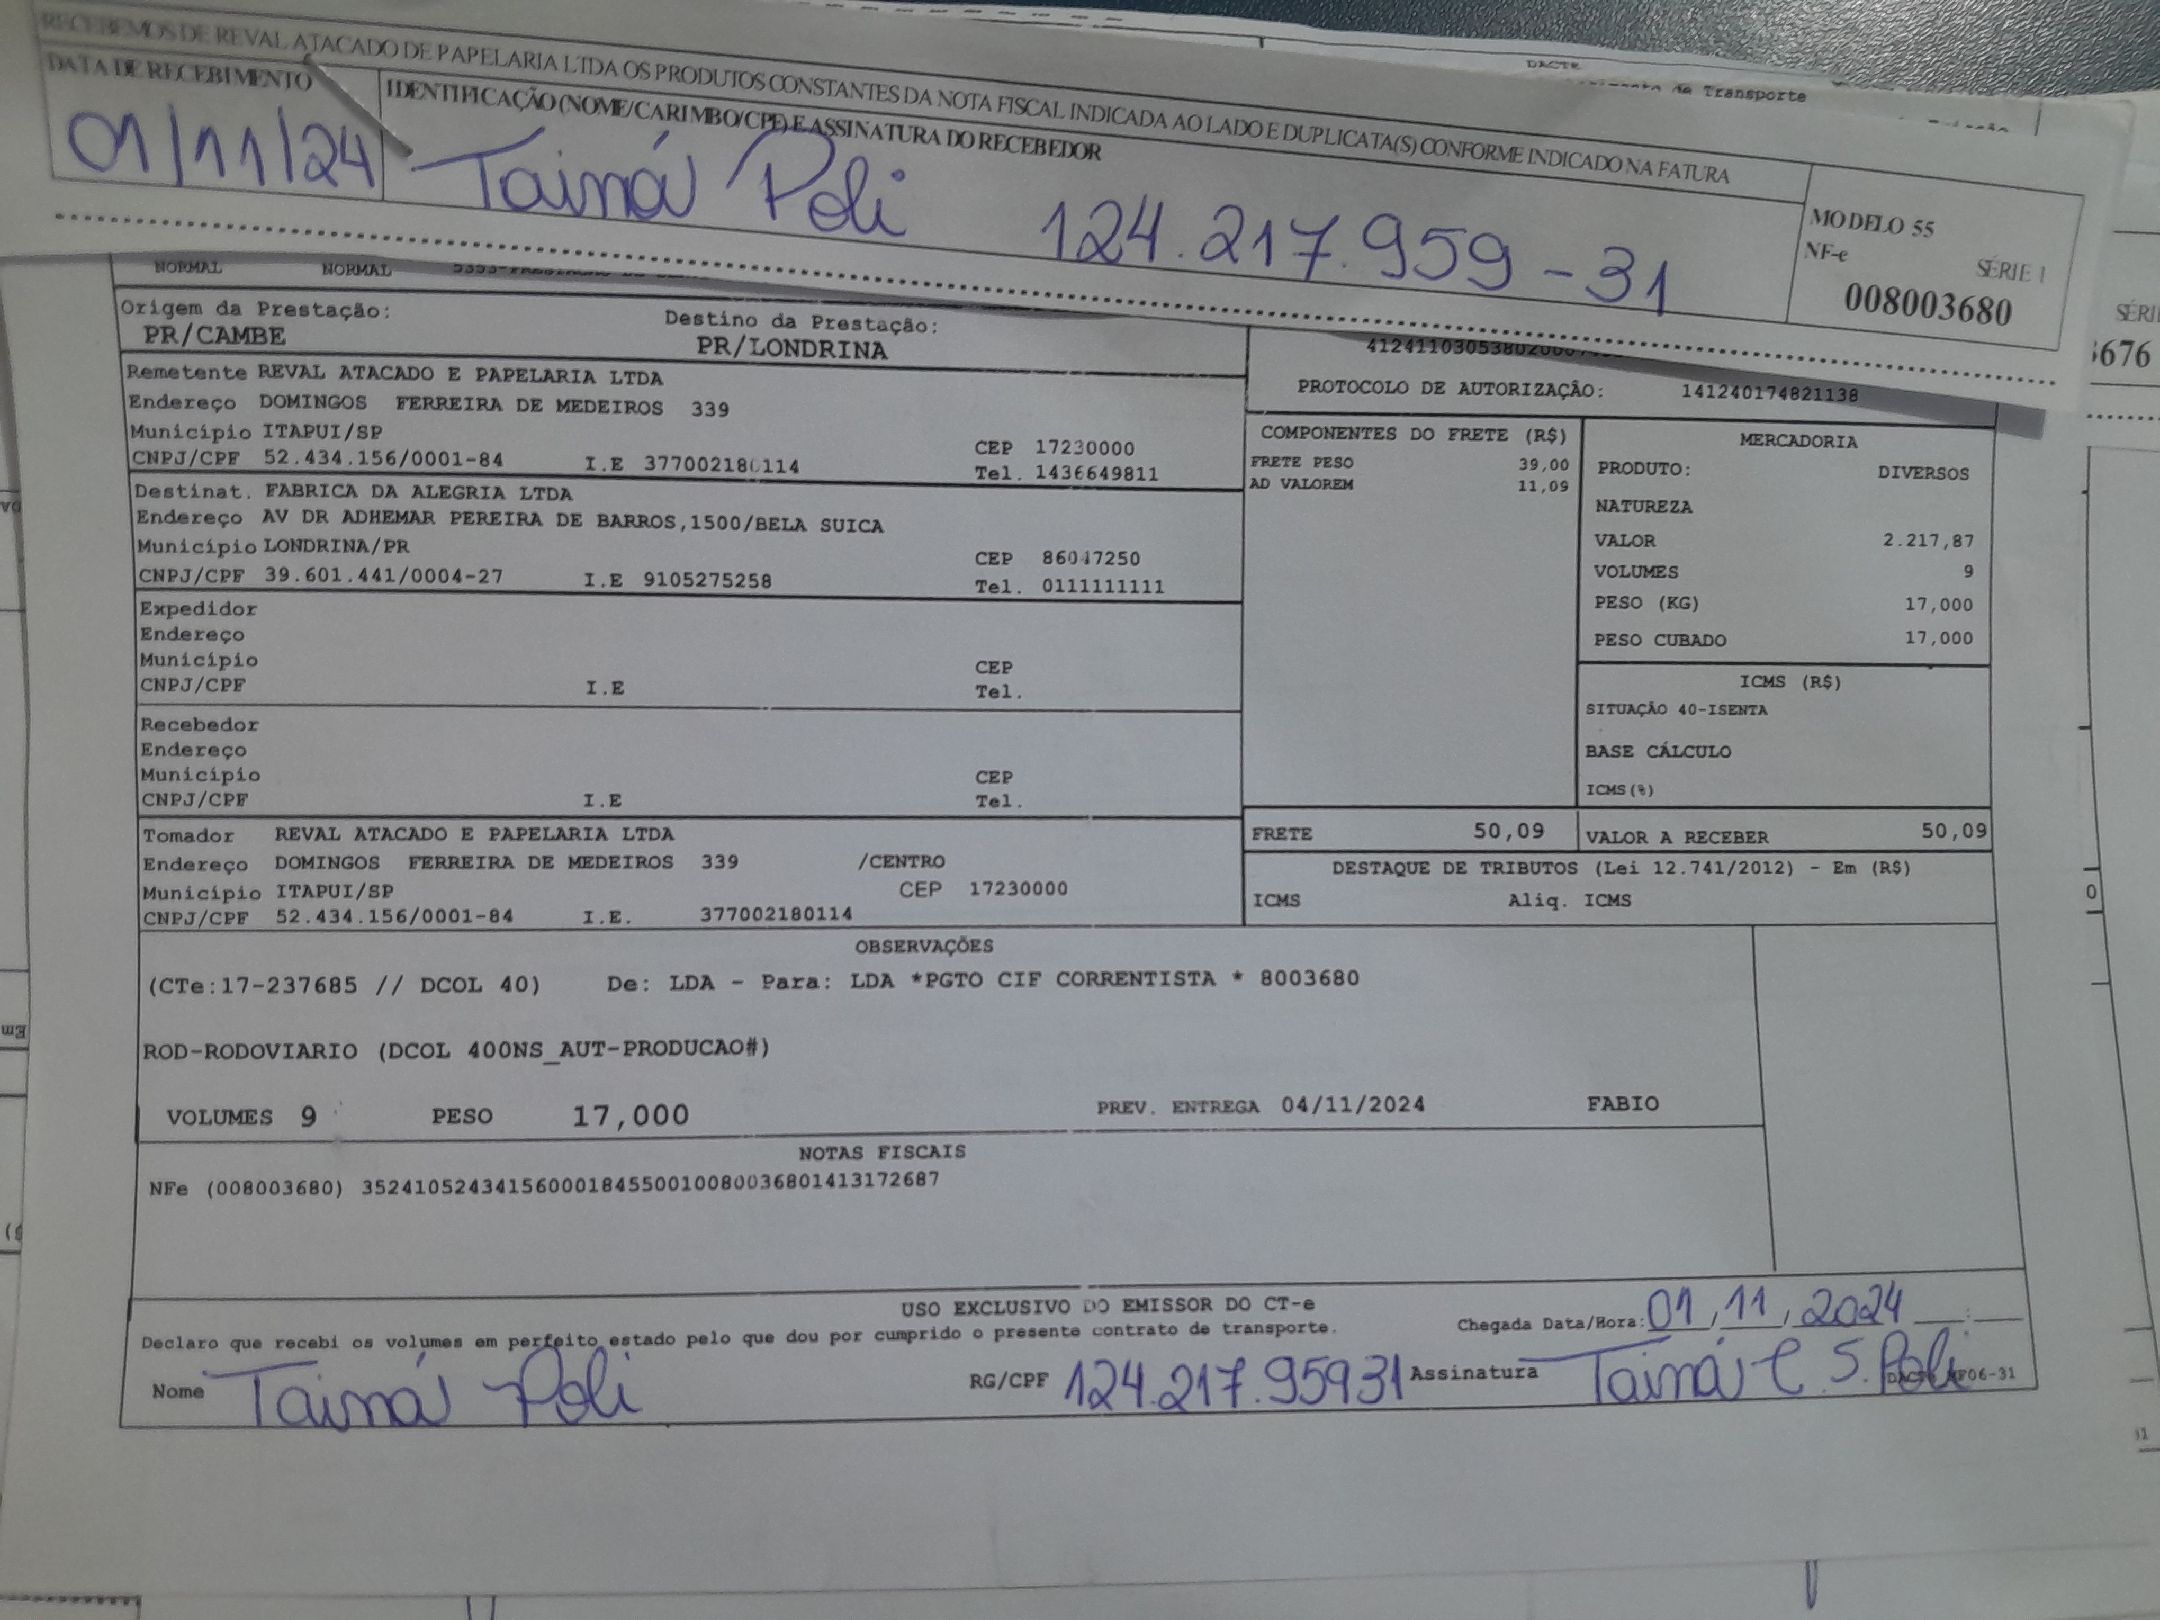 RECEBEMOS DE REVAL ATACADO DE PAPELARIA LTDA OS PRODUTOS CONSTANTES DA NOTA FISCAL INDICADA AO LADO E DUPLICATA(S) CONFORME INDICADO NA FATURA
DATA DE RECEBIMENTO
IDENTIFICAÇÃO (NOME/CARIMBO/CPF) E ASSINATURA DO RECEBEDOR
01/11/24 Tainá Poli 124.217.959-31
MODELO 55
NF-e SÉRIE 1
008003680
DACTE
de Transporte
3676
NORMAL NORMAL
Origem da Prestação: Destino da Prestação:
PR/CAMBE PR/LONDRINA
PROTOCOLO DE AUTORIZAÇÃO: 141240174821138
Remetente REVAL ATACADO E PAPELARIA LTDA
Endereço DOMINGOS FERREIRA DE MEDEIROS 339
Município ITAPUI/SP CEP 17230000
CNPJ/CPF 52.434.156/0001-84 I.E 377002180114 Tel. 1436649811
Destinat. FABRICA DA ALEGRIA LTDA
Endereço AV DR ADHEMAR PEREIRA DE BARROS,1500/BELA SUICA
Município LONDRINA/PR CEP 86047250
CNPJ/CPF 39.601.441/0004-27 I.E 9105275258 Tel. 0111111111
Expedidor
Endereço
Município CEP
CNPJ/CPF I.E Tel.
Recebedor
Endereço
Município CEP
CNPJ/CPF I.E Tel.
Tomador REVAL ATACADO E PAPELARIA LTDA
Endereço DOMINGOS FERREIRA DE MEDEIROS 339 /CENTRO
Município ITAPUI/SP CEP 17230000
CNPJ/CPF 52.434.156/0001-84 I.E. 377002180114
COMPONENTES DO FRETE (R$)
FRETE PESO 39,00
AD VALOREM 11,09
MERCADORIA
PRODUTO: DIVERSOS
NATUREZA
VALOR 2.217,87
VOLUMES 9
PESO (KG) 17,000
PESO CUBADO 17,000
ICMS (R$)
SITUAÇÃO 40-ISENTA
BASE CÁLCULO
ICMS(%)
FRETE 50,09 VALOR A RECEBER 50,09
DESTAQUE DE TRIBUTOS (Lei 12.741/2012) - Em (R$)
ICMS Aliq. ICMS
OBSERVAÇÕES
(CTe:17-237685 // DCOL 40) De: LDA - Para: LDA *PGTO CIF CORRENTISTA * 8003680
ROD-RODOVIARIO (DCOL 400NS_AUT-PRODUCAO#)
VOLUMES 9 PESO 17,000 PREV. ENTREGA 04/11/2024 FABIO
NOTAS FISCAIS
NFe (008003680) 35241052434156000184550010080036801413172687
USO EXCLUSIVO DO EMISSOR DO CT-e
Declaro que recebi os volumes em perfeito estado pelo que dou por cumprido o presente contrato de transporte. Chegada Data/Hora: 01/11/2024 __:__
Nome Tainá Poli RG/CPF 124.217.95931 Assinatura Tainá C. S. Poli